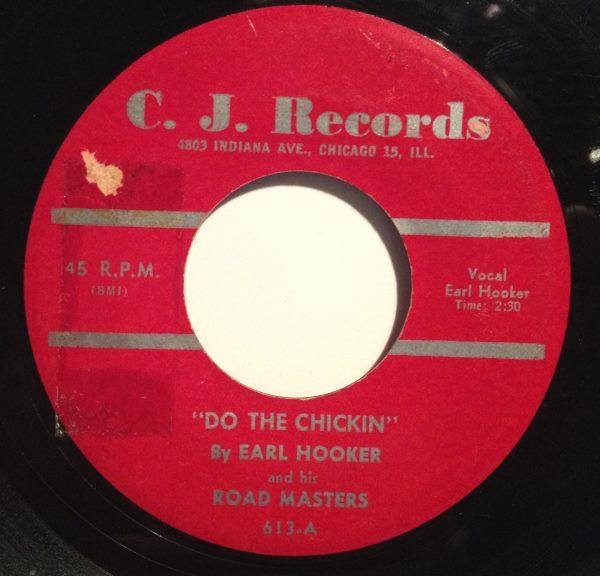 C. J. Records
4803 INDIANA AVE., CHICAGO 15, ILL.
45 R.P.M.
(BMI)
Vocal
Earl Hooker
Time: 2:30
"DO THE CHICKIN"
By EARL HOOKER
and his
ROAD MASTERS
613-A